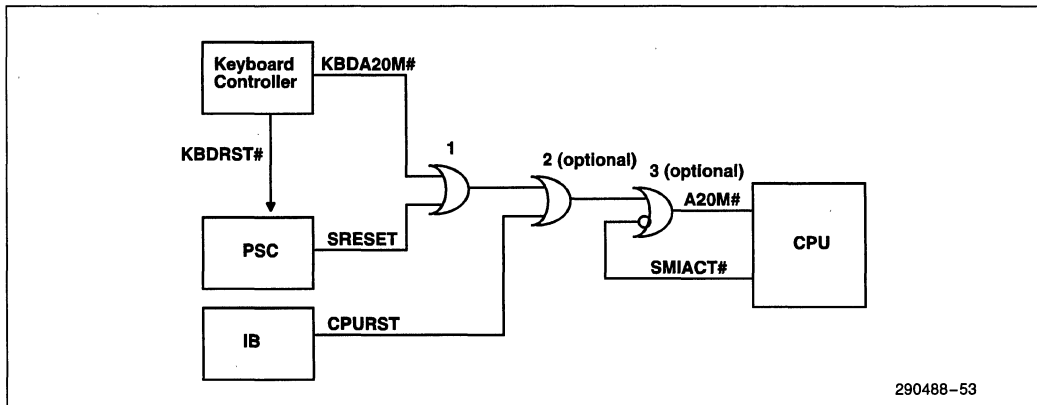 Keyboard
Controller
KBDA20M#
KBDRST#
1
2 (optional)
3 (optional)
A20M#
CPU
PSC
SRESET
SMIACT#
IB
CPURST
290488-53